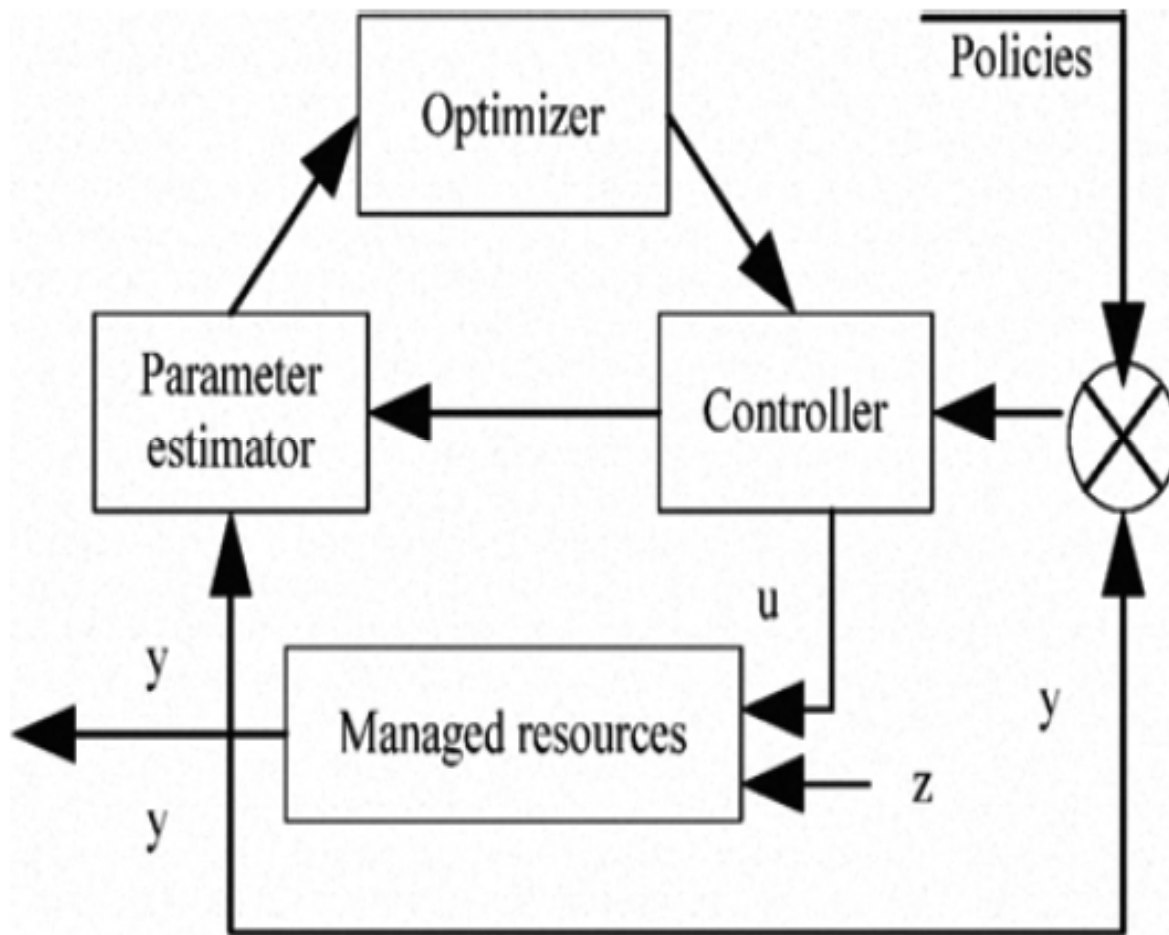 Policies
Optimizer
Parameter
estimator
Controller
u
y
Managed resources
y
z
y